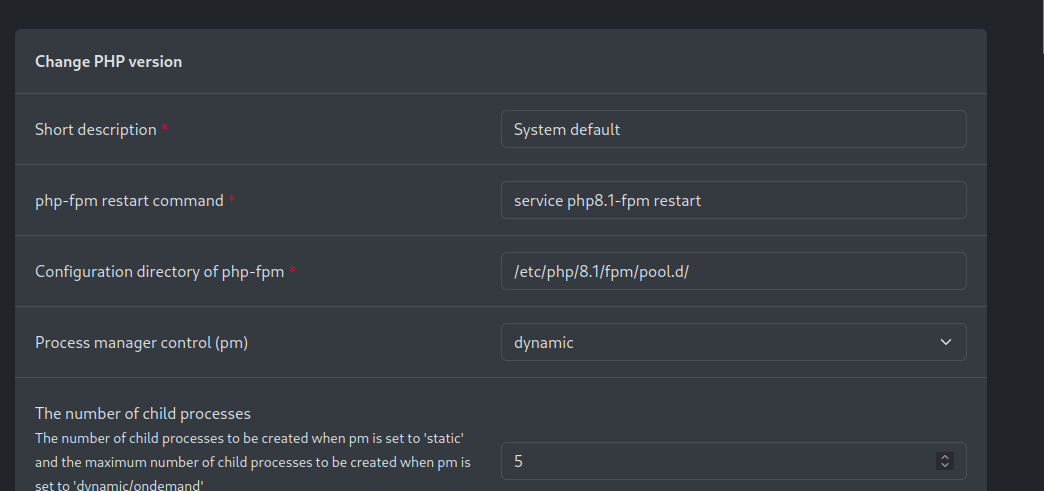 Change PHP version
Short description *
System default
php-fpm restart command *
service php8.1-fpm restart
Configuration directory of php-fpm *
/etc/php/8.1/fpm/pool.d/
Process manager control (pm)
dynamic
The number of child processes
The number of child processes to be created when pm is set to 'static'
and the maximum number of child processes to be created when pm is
set to 'dynamic/ondemand'
5